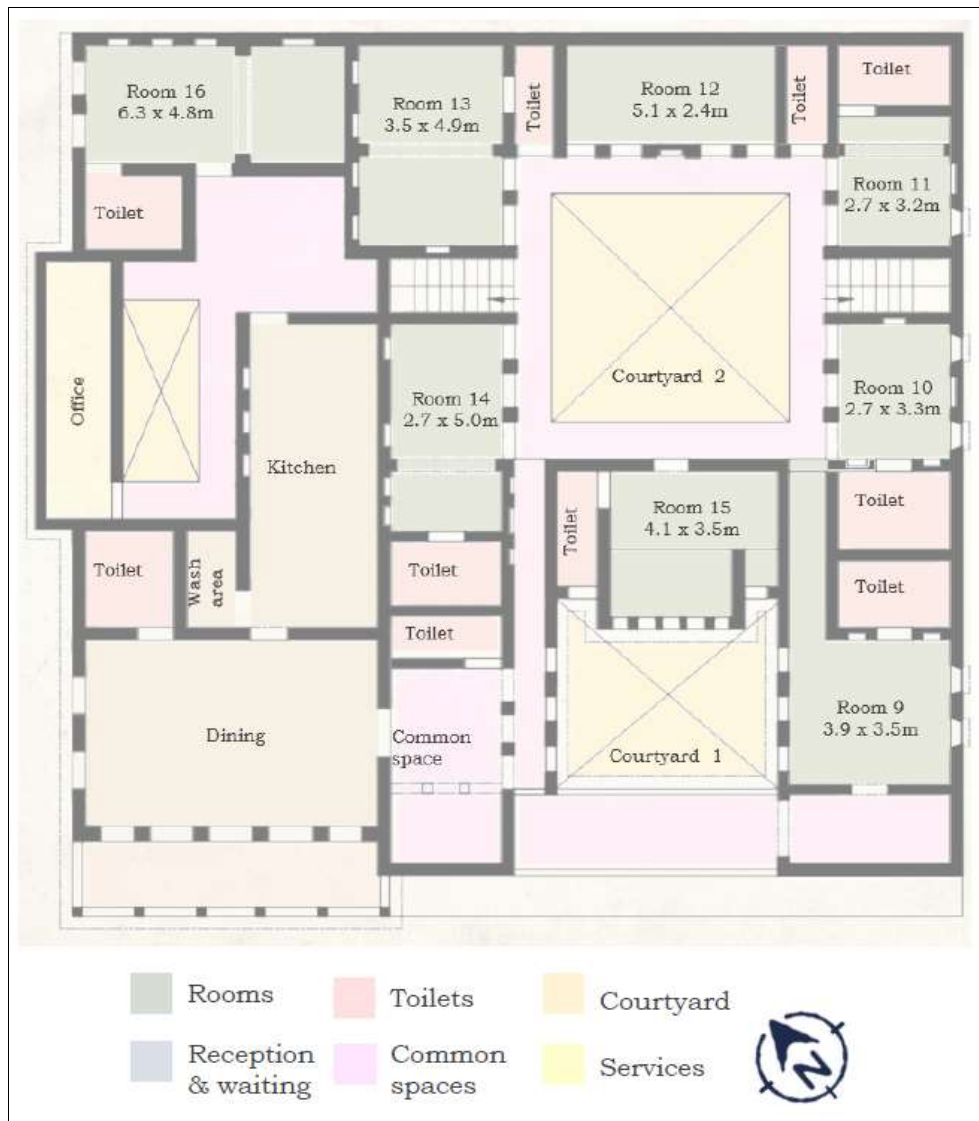 Room 16
6.3 x 4.8m
Room 13
3.5 x 4.9m
Toilet
Room 12
5.1 x 2.4m
Toilet
Toilet
Room 11
2.7 x 3.2m
Toilet
Office
Kitchen
Room 14
2.7 x 5.0m
Courtyard 2
Room 10
2.7 x 3.3m
Toilet
Wash
area
Toilet
Toilet
Toilet
Room 15
4.1 x 3.5m
Toilet
Toilet
Dining
Common
space
Courtyard 1
Room 9
3.9 x 3.5m
Rooms
Toilets
Courtyard
Reception
& waiting
Common
spaces
Services
N